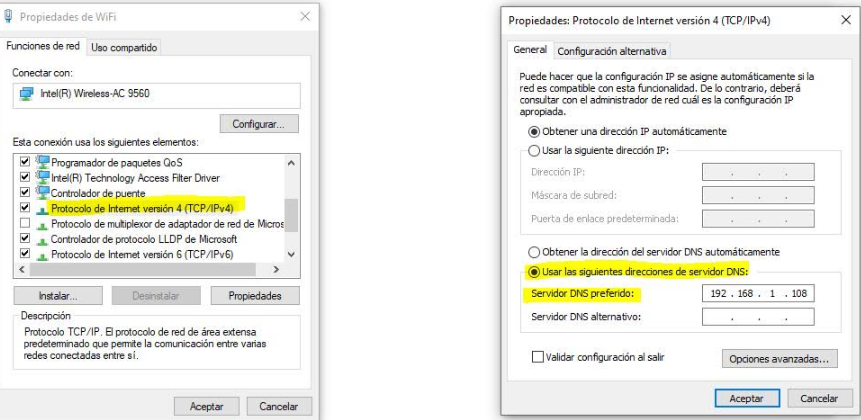 Propiedades de WiFi
Funciones de red
Uso compartido
Conectar con:
Intel(R) Wireless-AC 9560
Configurar...
Esta conexión usa los siguientes elementos:
Programador de paquetes QoS
Intel(R) Technology Access Filter Driver
Controlador de puente
Protocolo de Internet versión 4 (TCP/IPv4)
Protocolo de multiplexor de adaptador de red de Micros
Controlador de protocolo LLDP de Microsoft
Protocolo de Internet versión 6 (TCP/IPv6)
Instalar...
Desinstalar
Propiedades
Descripción
Protocolo TCP/IP. El protocolo de red de área extensa
predeterminado que permite la comunicación entre varias
redes conectadas entre sí.
Aceptar
Cancelar
Propiedades: Protocolo de Internet versión 4 (TCP/IPv4)
General
Configuración alternativa
Puede hacer que la configuración IP se asigne automáticamente si la
red es compatible con esta funcionalidad. De lo contrario, deberá
consultar con el administrador de red cuál es la configuración IP
apropiada.
Obtener una dirección IP automáticamente
Usar la siguiente dirección IP:
Dirección IP:
Máscara de subred:
Puerta de enlace predeterminada:
Obtener la dirección del servidor DNS automáticamente
Usar las siguientes direcciones de servidor DNS:
Servidor DNS preferido: 192 . 168 . 1 . 108
Servidor DNS alternativo:
Validar configuración al salir
Opciones avanzadas...
Aceptar
Cancelar